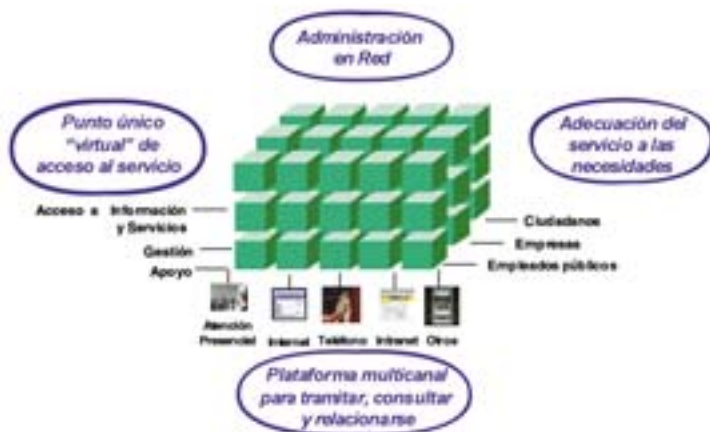 Administración
en Red
Punto único
"virtual" de
acceso al servicio
Adecuación del
servicio a las
necesidades
Acceso a Información
y Servicios
Gestión
Apoyo
Ciudadanos
Empresas
Empleados públicos
Atención
Presencial
Internet
Teléfono
Intranet
Otros
Plataforma multicanal
para tramitar, consultar
y relacionarse